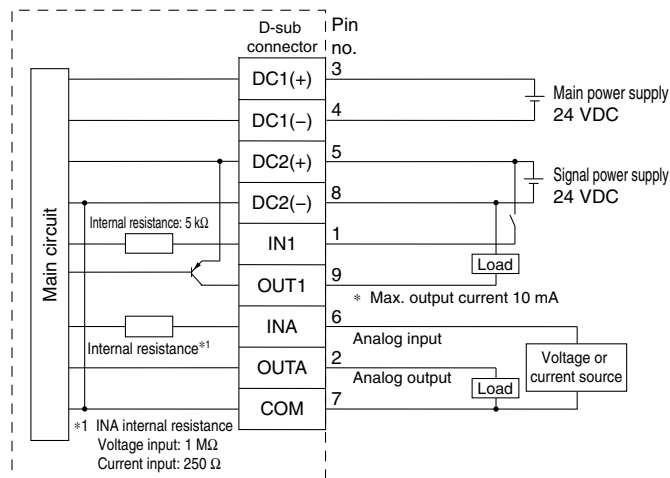 D-sub
connector
Pin
no.
DC1(+)
3
DC1(−)
4
Main power supply
24 VDC
DC2(+)
5
DC2(−)
8
Signal power supply
24 VDC
Internal resistance: 5 kΩ
IN1
1
Load
OUT1
9
* Max. output current 10 mA
INA
6
Analog input
Internal resistance*1
Voltage or
current source
OUTA
2
Analog output
Load
COM
7
Main circuit
*1 INA internal resistance
Voltage input: 1 MΩ
Current input: 250 Ω